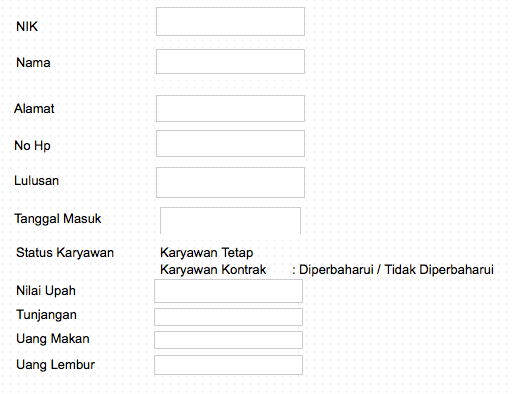 NIK
Nama
Alamat
No Hp
Lulusan
Tanggal Masuk
Status Karyawan Karyawan Tetap
Karyawan Kontrak : Diperbaharui / Tidak Diperbaharui
Nilai Upah
Tunjangan
Uang Makan
Uang Lembur